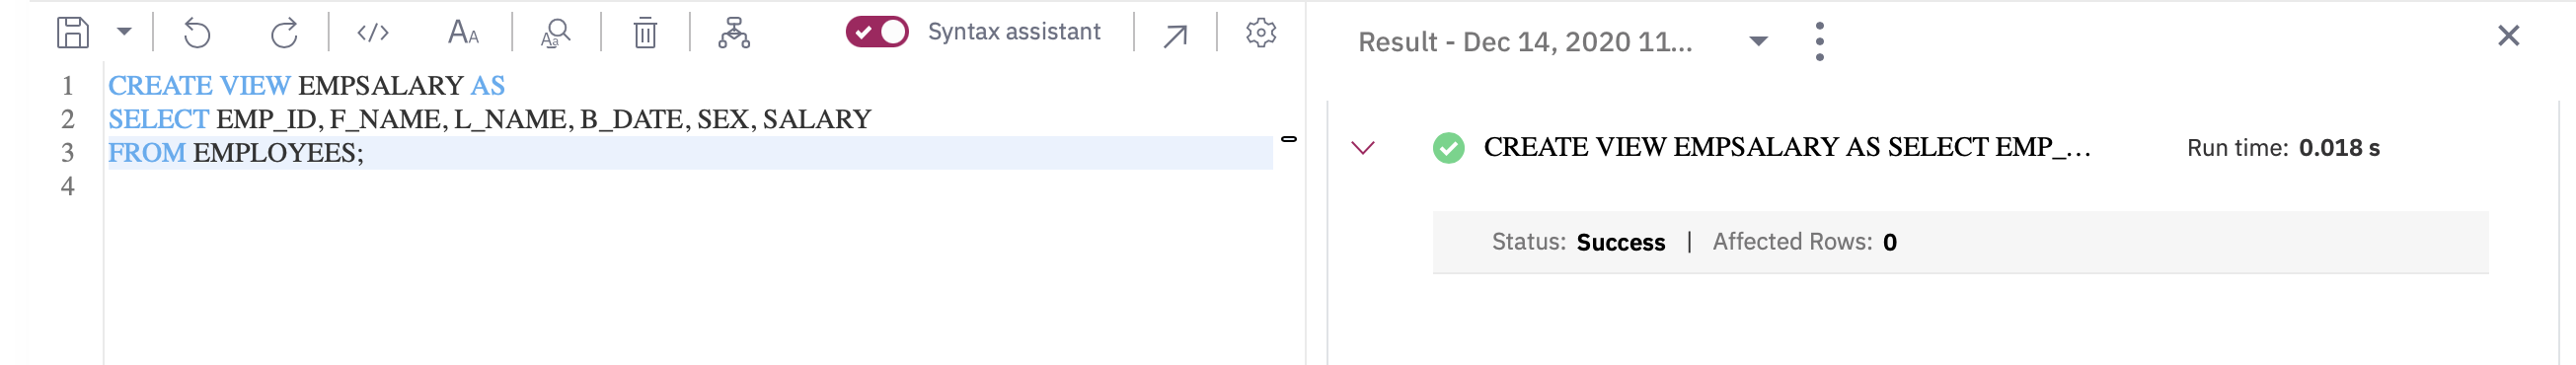 Syntax assistant
1 CREATE VIEW EMPSALARY AS
2 SELECT EMP_ID, F_NAME, L_NAME, B_DATE, SEX, SALARY
3 FROM EMPLOYEES;
4
Result - Dec 14, 2020 11...
CREATE VIEW EMPSALARY AS SELECT EMP_... Run time: 0.018 s
Status: Success | Affected Rows: 0